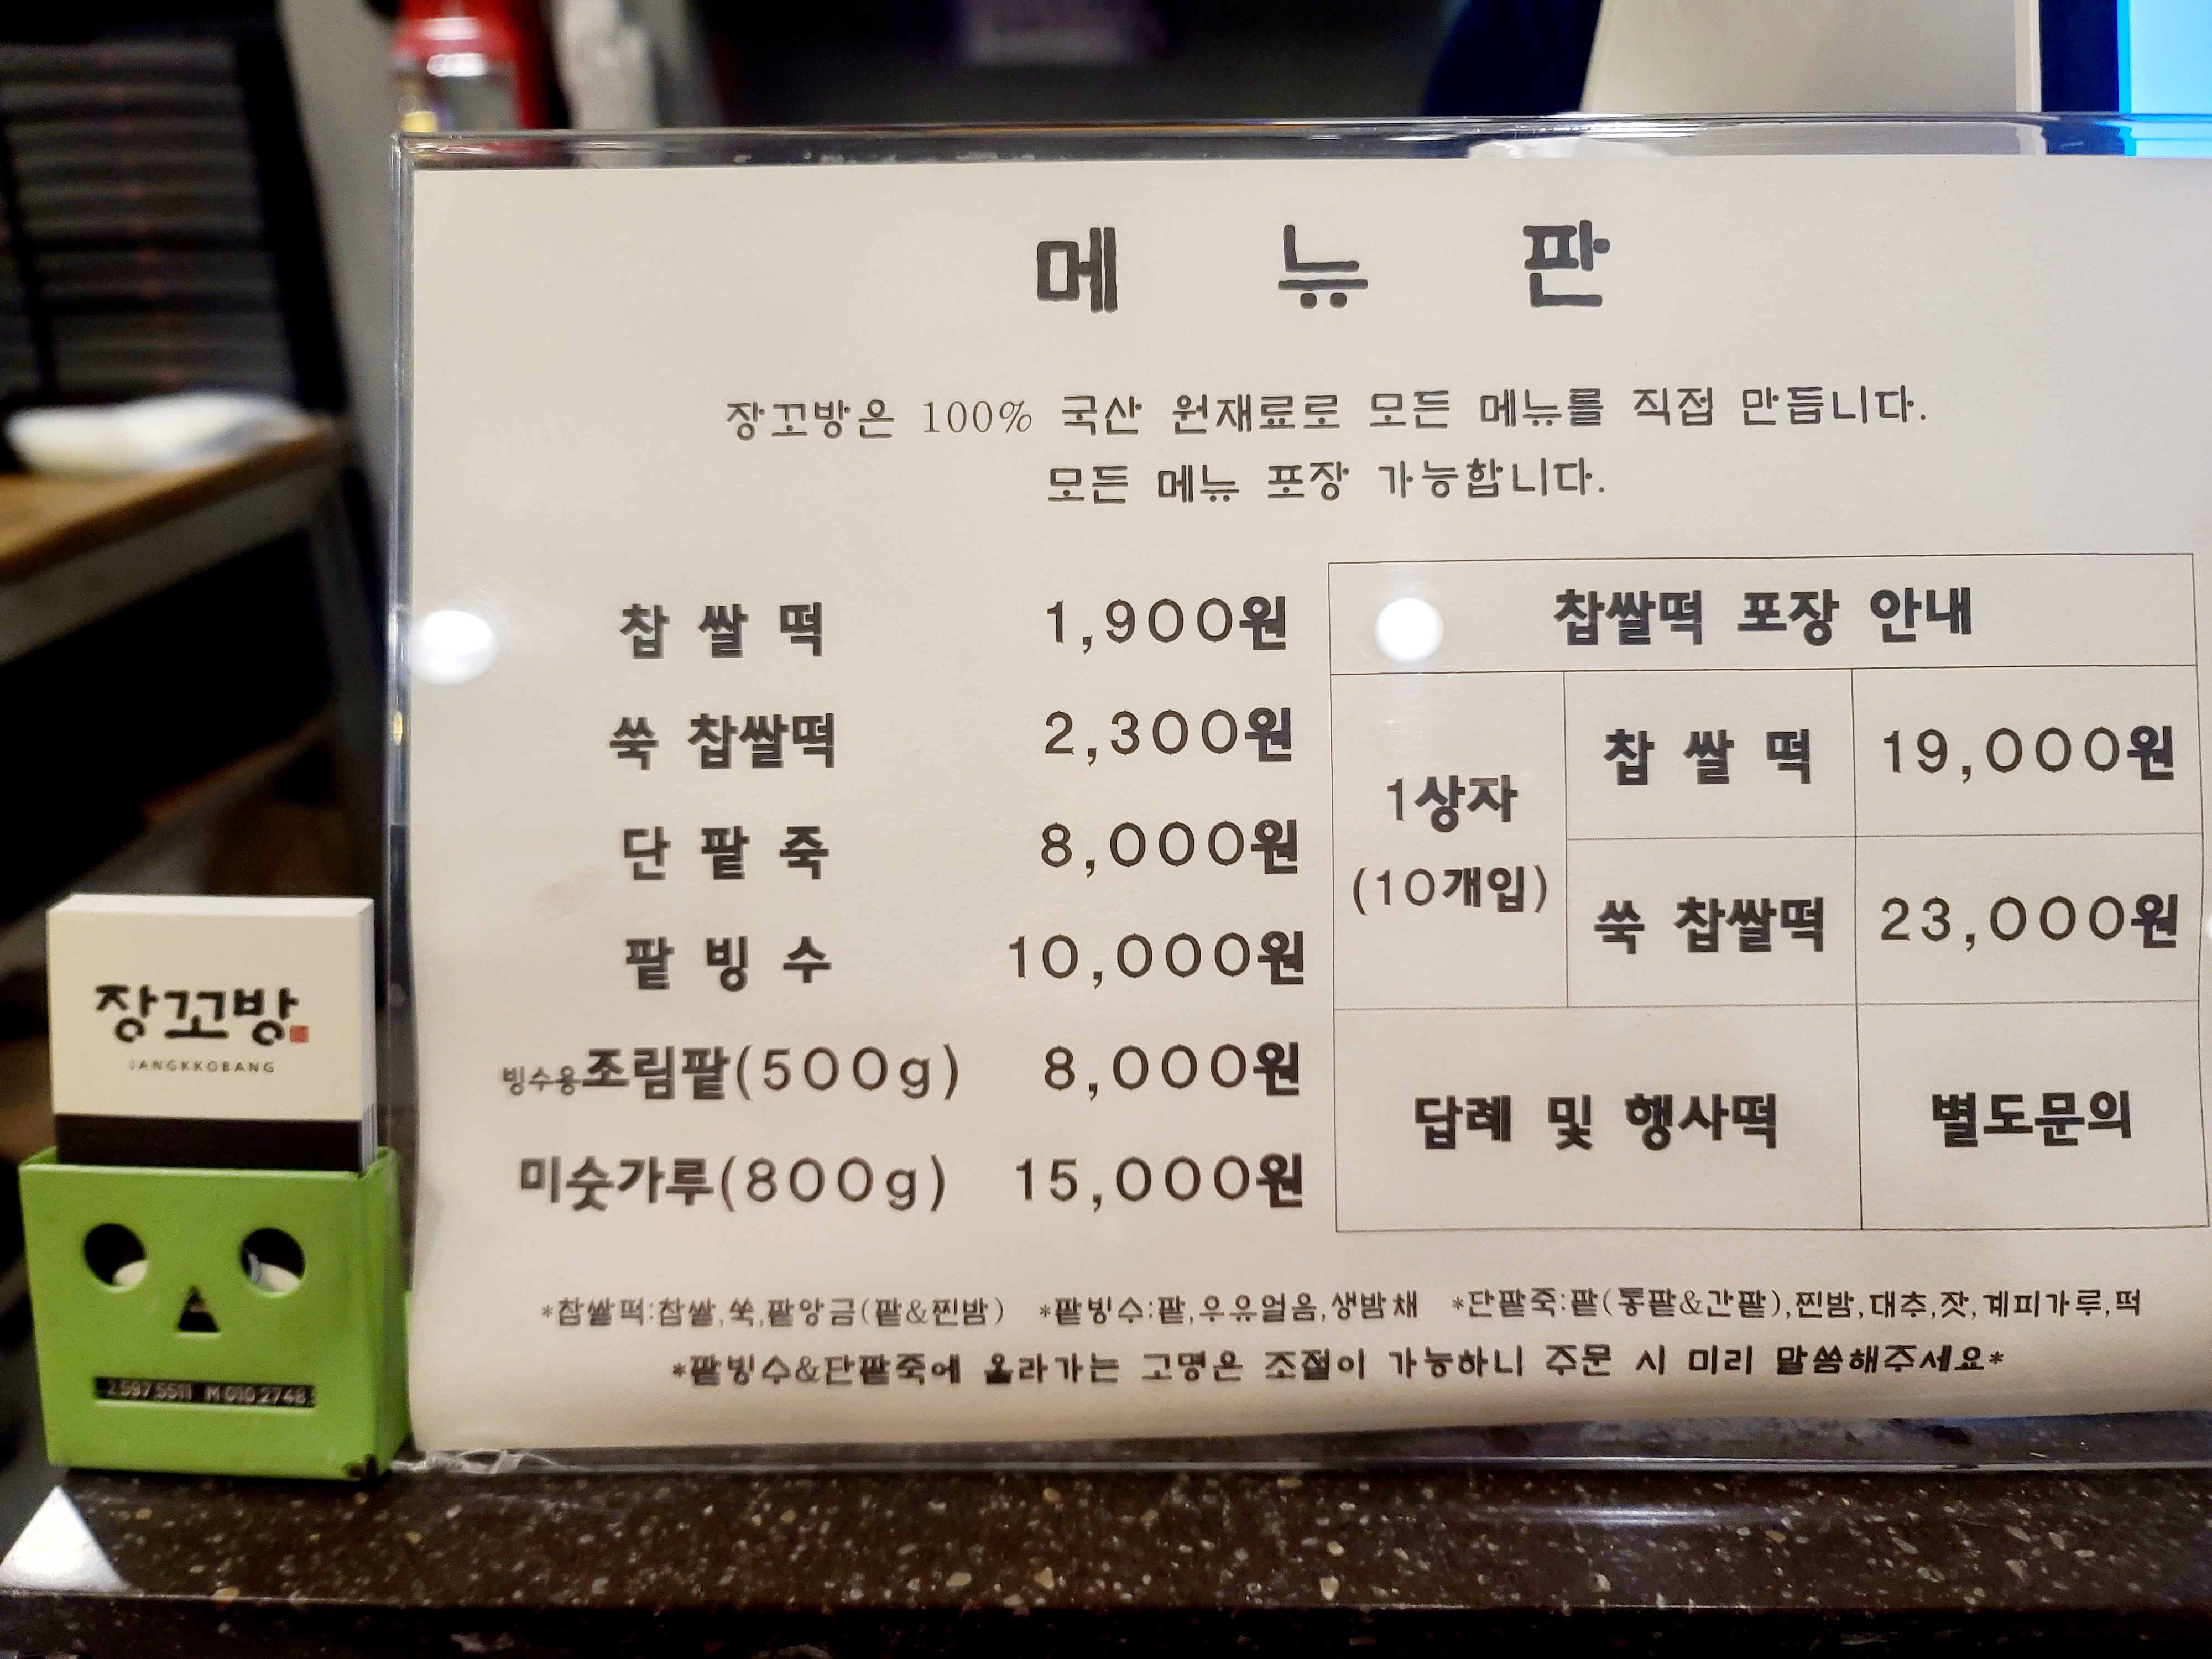 메 뉴 판
장꼬방은 100% 국산 원재료로 모든 메뉴를 직접 만듭니다.
모든 메뉴 포장 가능합니다.
찹 쌀 떡 1,900원
쑥 찹쌀떡 2,300원
단 팥 죽 8,000원
팥 빙 수 10,000원
빙수용조림팥(500g) 8,000원
미숫가루(800g) 15,000원
찹쌀떡 포장 안내
1상자
(10개입)
찹 쌀 떡 19,000원
쑥 찹쌀떡 23,000원
답례 및 행사떡 별도문의
*찹쌀떡:찹쌀,쑥,팥앙금(팥&찐밤) *팥빙수:팥,우유얼음,생밤채 *단팥죽:팥(통팥&간팥),찐밤,대추,잣,계피가루,떡
*팥빙수&단팥죽에 올라가는 고명은 조절이 가능하니 주문 시 미리 말씀해주세요*
장꼬방
JANGKKOBANG
2.597.5511 M 010 2748